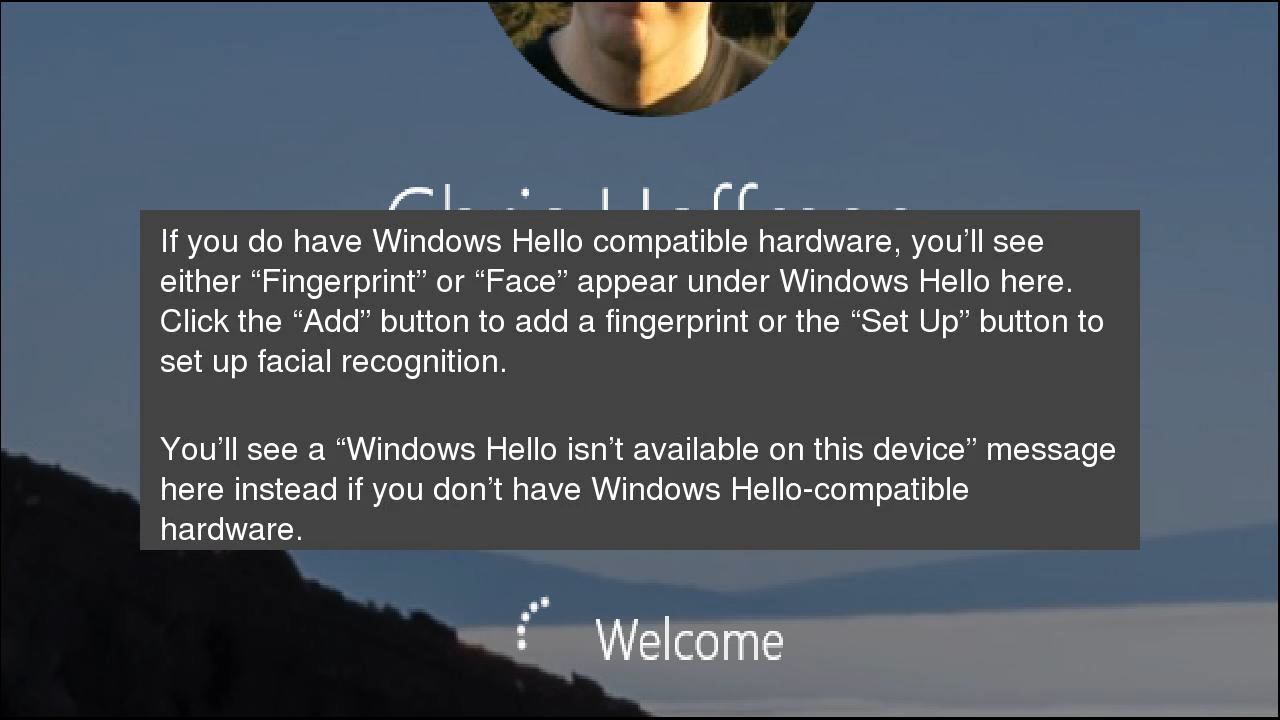 If you do have Windows Hello compatible hardware, you’ll see
either “Fingerprint” or “Face” appear under Windows Hello here.
Click the “Add” button to add a fingerprint or the “Set Up” button to
set up facial recognition.
You’ll see a “Windows Hello isn’t available on this device” message
here instead if you don’t have Windows Hello-compatible
hardware.
Welcome